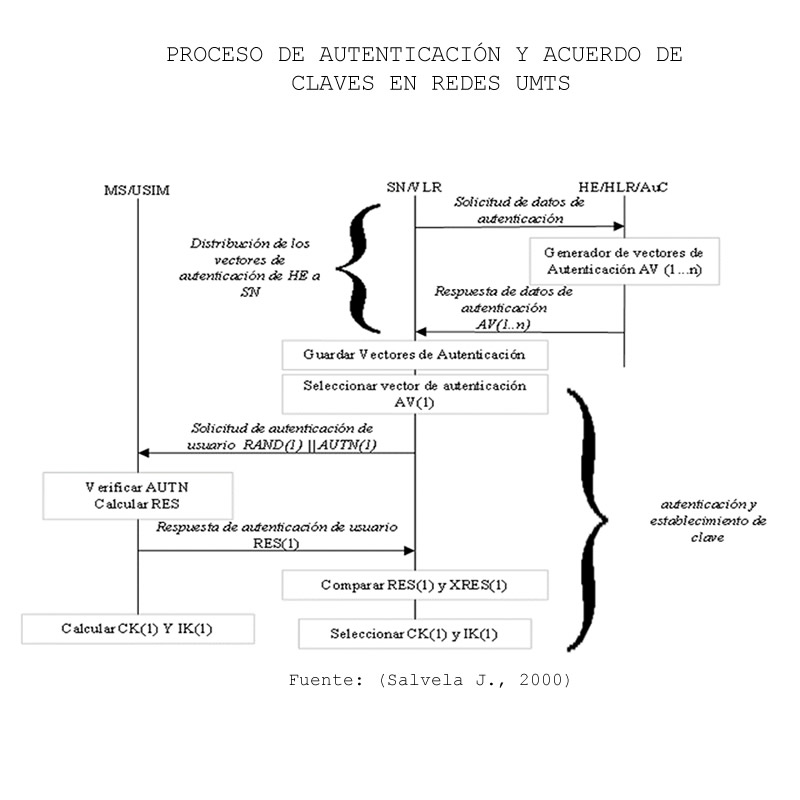 PROCESO DE AUTENTICACIÓN Y ACUERDO DE
CLAVES EN REDES UMTS
MS/USIM
SN/VLR
HE/HLR/AuC
Solicitud de datos de
autenticación
Distribución de los
vectores de
autenticación de HE a
SN
Generador de vectores de
Autenticación AV (1...n)
Respuesta de datos de
autenticación
AV(1..n)
Guardar Vectores de Autenticación
Seleccionar vector de autenticación
AV(1)
Solicitud de autenticación de
usuario RAND(1) ||AUTN(1)
Verificar AUTN
Calcular RES
autenticación y
establecimiento de
clave
Respuesta de autenticación de usuario
RES(1)
Comparar RES(1) y XRES(1)
Calcular CK(1) Y IK(1)
Seleccionar CK(1) y IK(1)
Fuente: (Salvela J., 2000)